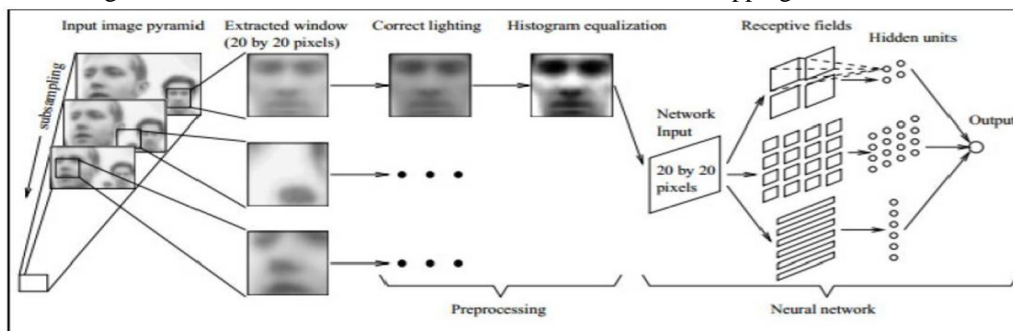 Input image pyramid
Extracted window
(20 by 20 pixels)
Correct lighting
Histogram equalization
Receptive fields
Hidden units
subsampling
Network
Input
20 by 20
pixels
Output
Preprocessing
Neural network